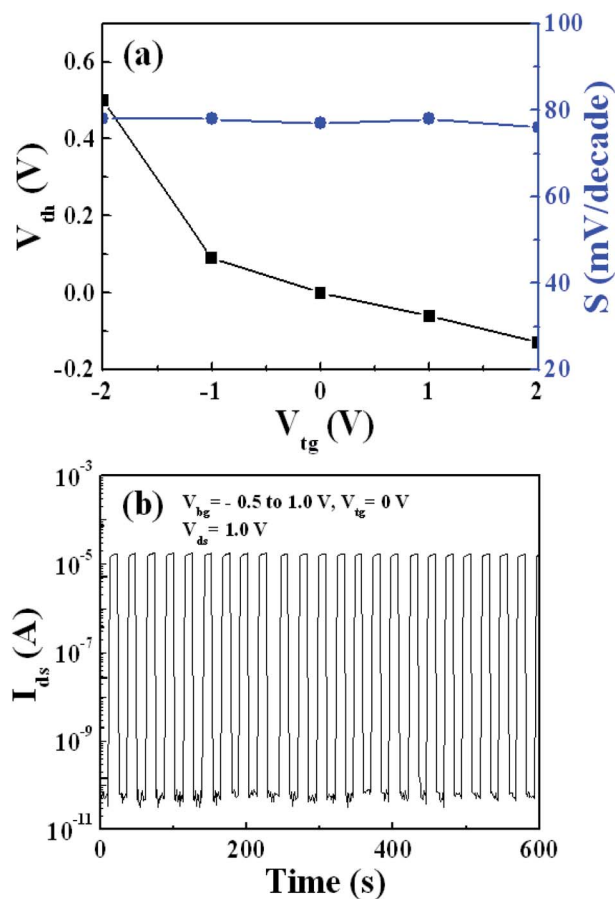 (a)
0.6
0.4
0.2
0.0
-0.2
V_th (V)
100
80
60
40
20
S (mV/decade)
-2 -1 0 1 2
V_tg (V)
(b)
V_bg= - 0.5 to 1.0 V, V_tg= 0 V
V_ds= 1.0 V
10^-3
10^-5
10^-7
10^-9
10^-11
I_ds (A)
0 200 400 600
Time (s)